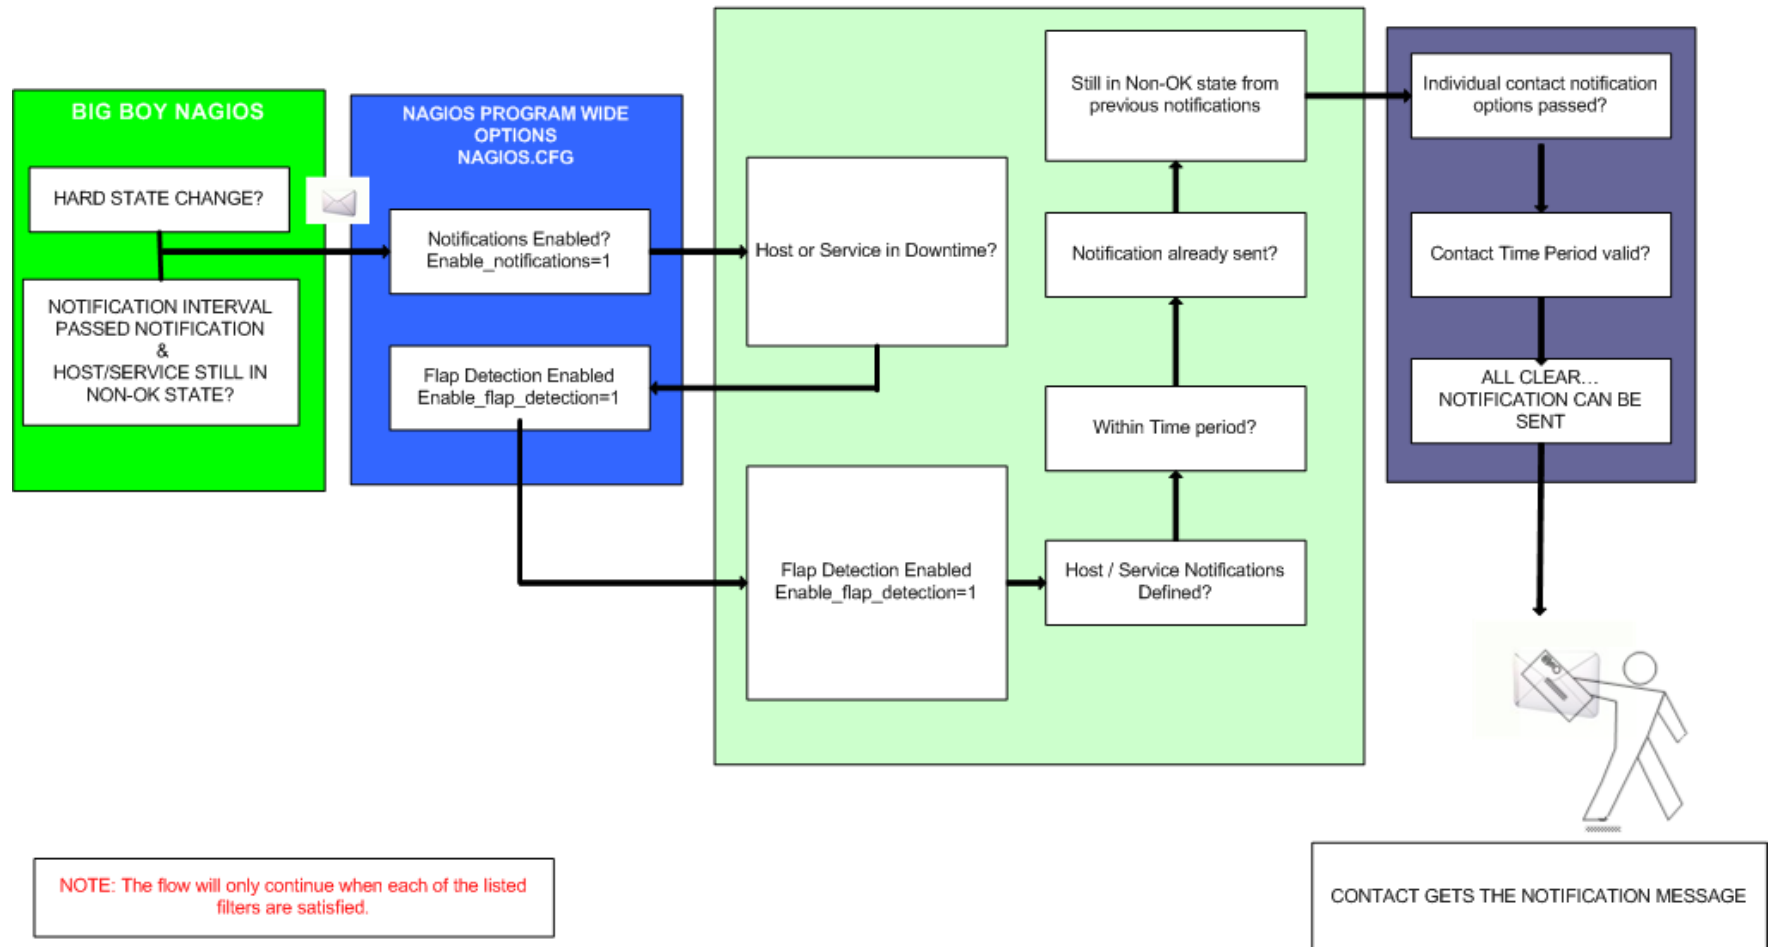 BIG BOY NAGIOS
HARD STATE CHANGE?
NOTIFICATION INTERVAL
PASSED NOTIFICATION
&
HOST/SERVICE STILL IN
NON-OK STATE?
NAGIOS PROGRAM WIDE
OPTIONS
NAGIOS.CFG
Notifications Enabled?
Enable_notifications=1
Flap Detection Enabled
Enable_flap_detection=1
Host or Service in Downtime?
Flap Detection Enabled
Enable_flap_detection=1
Still in Non-OK state from
previous notifications
Notification already sent?
Within Time period?
Host / Service Notifications
Defined?
Individual contact notification
options passed?
Contact Time Period valid?
ALL CLEAR...
NOTIFICATION CAN BE
SENT
NOTE: The flow will only continue when each of the listed
filters are satisfied.
CONTACT GETS THE NOTIFICATION MESSAGE